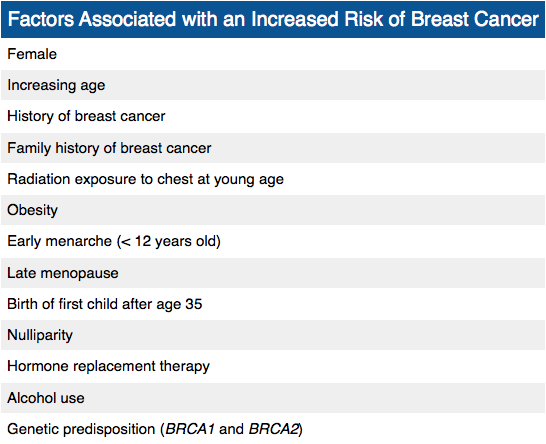 Factors Associated with an Increased Risk of Breast Cancer
Female
Increasing age
History of breast cancer
Family history of breast cancer
Radiation exposure to chest at young age
Obesity
Early menarche (< 12 years old)
Late menopause
Birth of first child after age 35
Nulliparity
Hormone replacement therapy
Alcohol use
Genetic predisposition (BRCA1 and BRCA2)